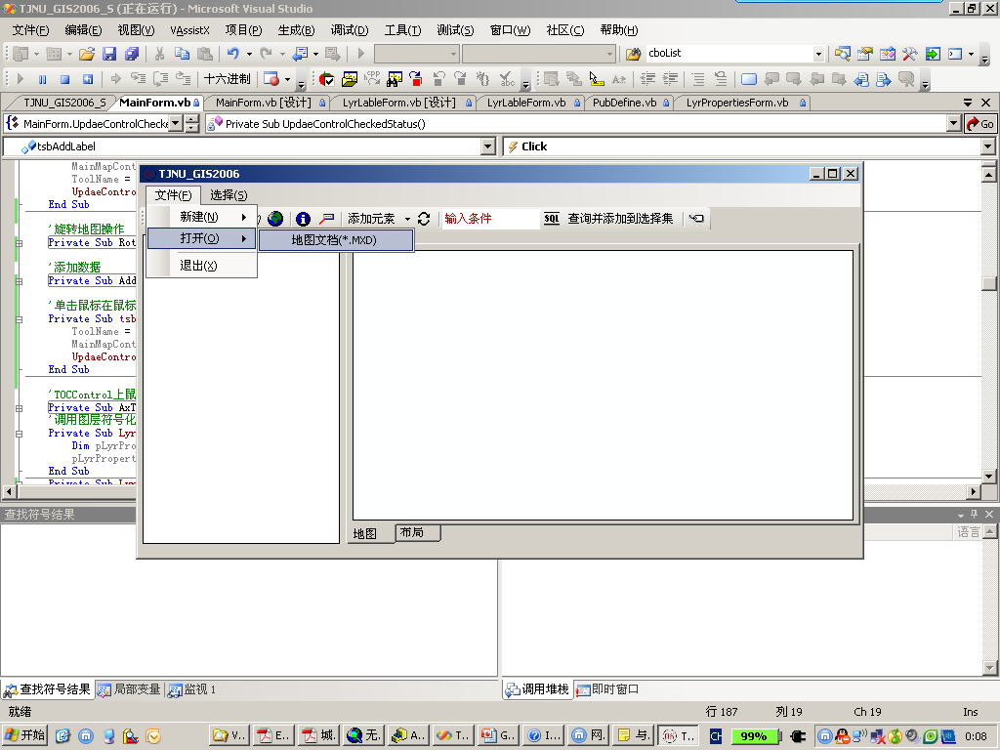 TJNU_GIS2006_S (正在运行) - Microsoft Visual Studio
文件(F) 编辑(E) 视图(V) VAssistX 项目(P) 生成(B) 调试(D) 工具(T) 测试(S) 窗口(W) 社区(C) 帮助(H)
cboList
十六进制
TJNU_GIS2006_S MainForm.vb MainForm.vb [设计] LyrLableForm.vb [设计] LyrLableForm.vb PubDefine.vb LyrPropertiesForm.vb
MainForm.UpdaeControlChecke Private Sub UpdaeControlCheckedStatus() Go
tsbAddLabel Click
MainMapCont
ToolName =
UpdaeContro
End Sub
'旋转地图操作
Private Sub Rot
'添加数据
Private Sub Add
'单击鼠标在鼠标
Private Sub tsb
ToolName =
MainMapCont
UpdaeContro
End Sub
'TOCControl上鼠
Private Sub AxT
'调用图层符号化
Private Sub Lyr
Dim pLyrPro
pLyrPropert
End Sub
Private Sub Lyr
TJNU_GIS2006
文件(F) 选择(S)
添加元素 输入条件 SQL 查询并添加到选择集
新建(N)
打开(O) 地图文档(*.MXD)
退出(X)
地图 布局
查找符号结果
语言
查找符号结果 局部变量 监视 1
调用堆栈 即时窗口
就绪 行 187 列 19 Ch 19 Ins
开始 V.. E.. 城. 无. A.. T.. G.. I... 网. 与. T.. CH 99% 0:08